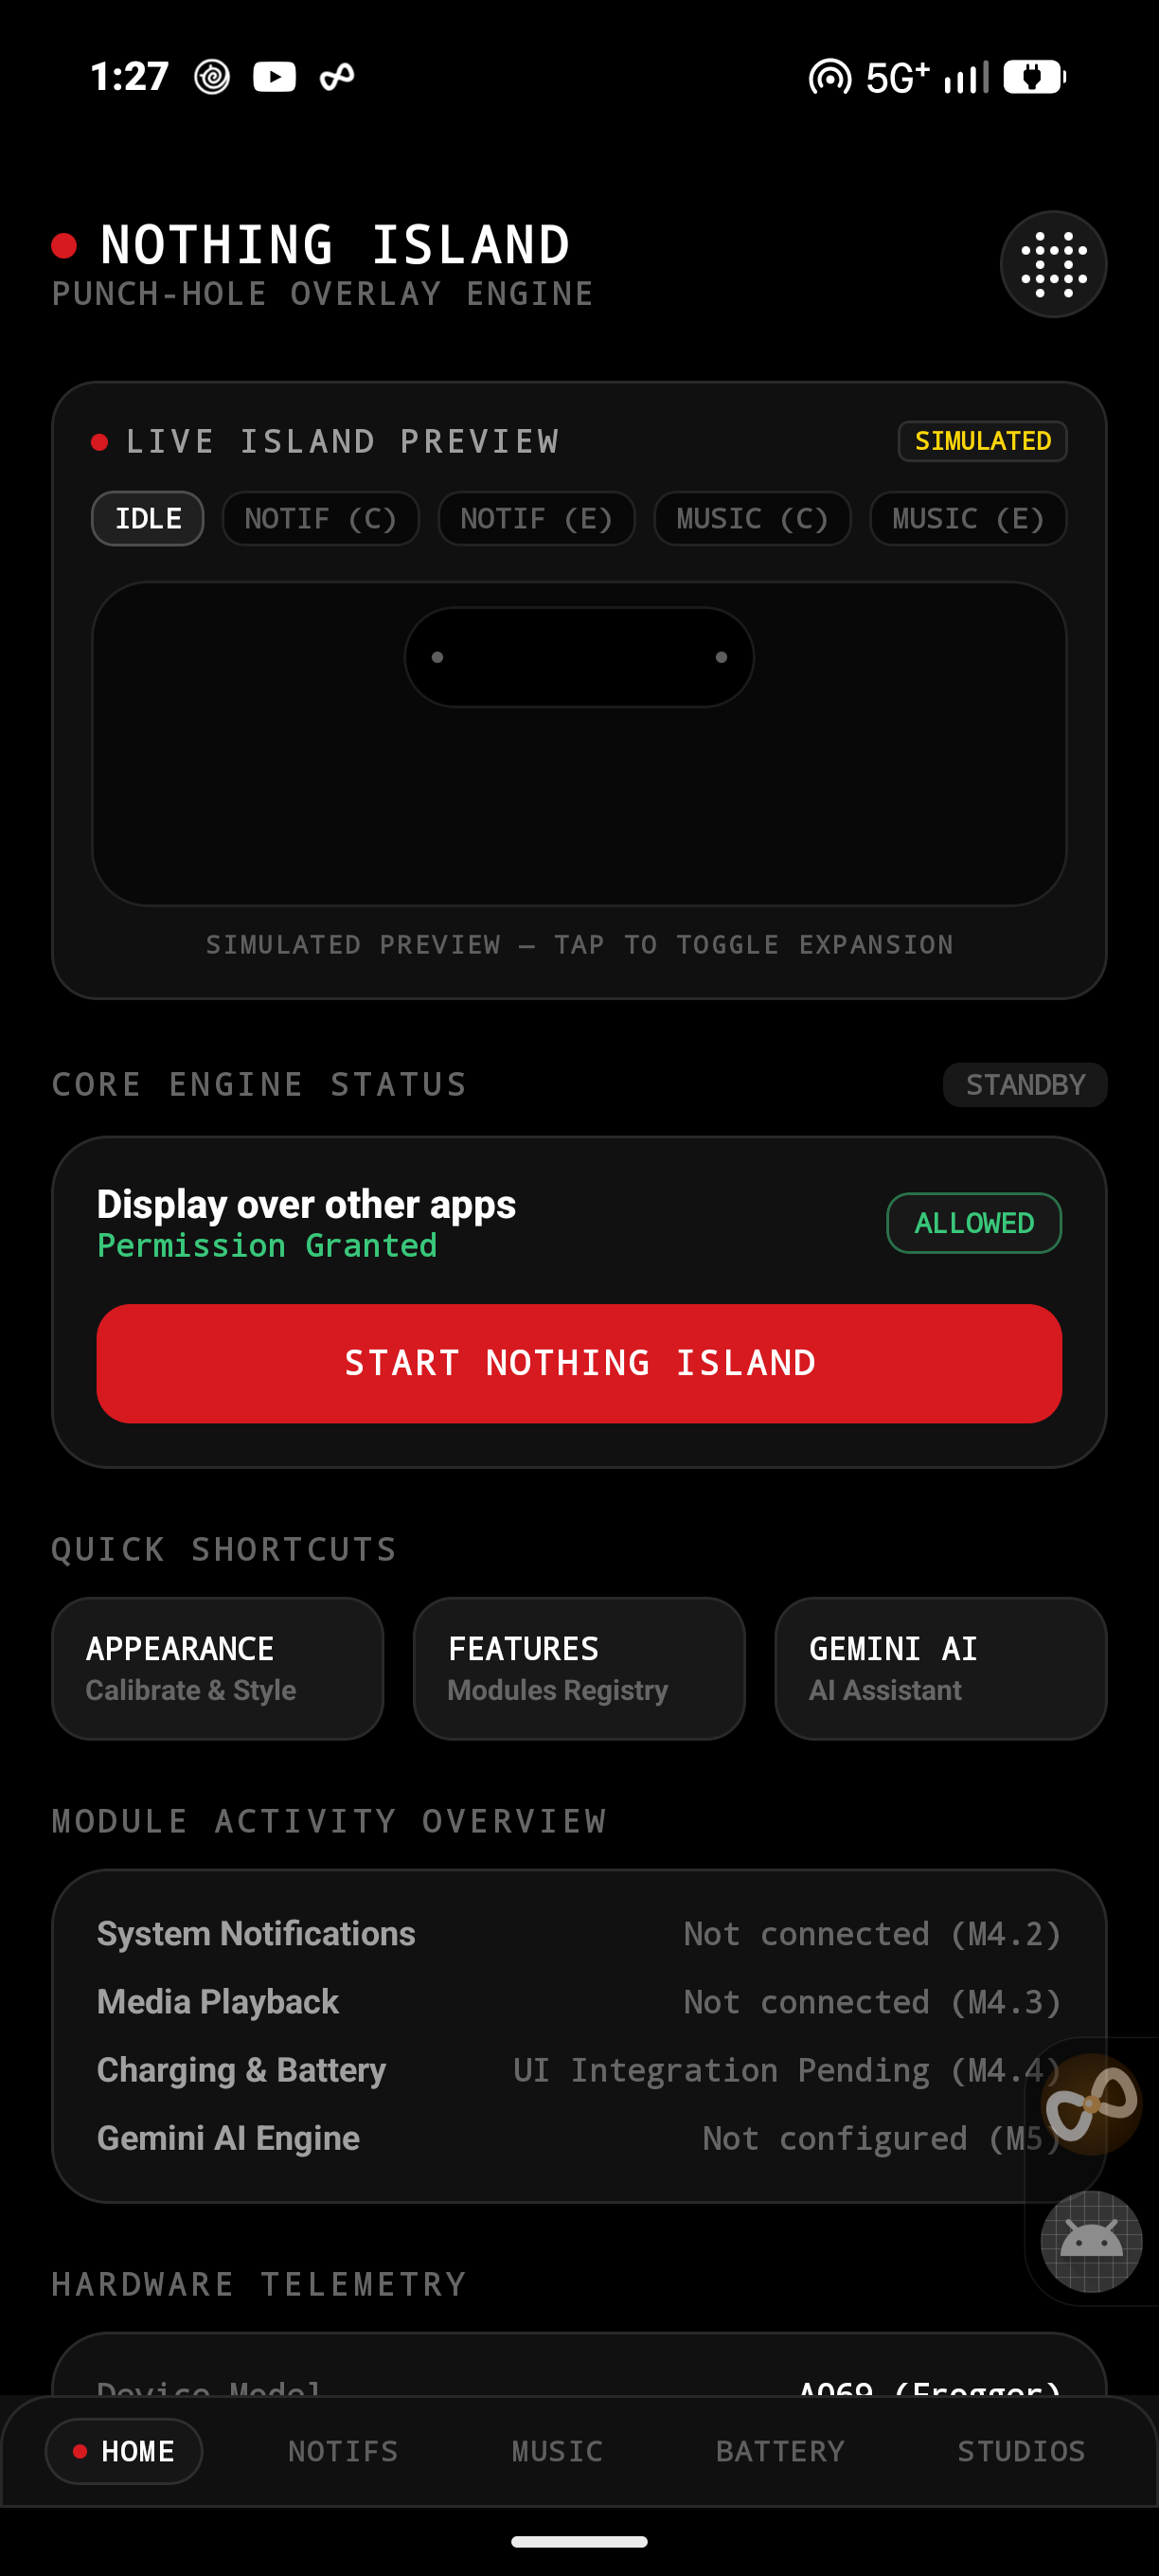 1:27
5G+
NOTHING ISLAND
PUNCH-HOLE OVERLAY ENGINE
LIVE ISLAND PREVIEW
SIMULATED
IDLE
NOTIF (C)
NOTIF (E)
MUSIC (C)
MUSIC (E)
SIMULATED PREVIEW — TAP TO TOGGLE EXPANSION
CORE ENGINE STATUS
STANDBY
Display over other apps
Permission Granted
ALLOWED
START NOTHING ISLAND
QUICK SHORTCUTS
APPEARANCE
Calibrate & Style
FEATURES
Modules Registry
GEMINI AI
AI Assistant
MODULE ACTIVITY OVERVIEW
System Notifications
Not connected (M4.2)
Media Playback
Not connected (M4.3)
Charging & Battery
UI Integration Pending (M4.4)
Gemini AI Engine
Not configured (M5)
HARDWARE TELEMETRY
Device Model
A069 (Frogger)
HOME
NOTIFS
MUSIC
BATTERY
STUDIOS